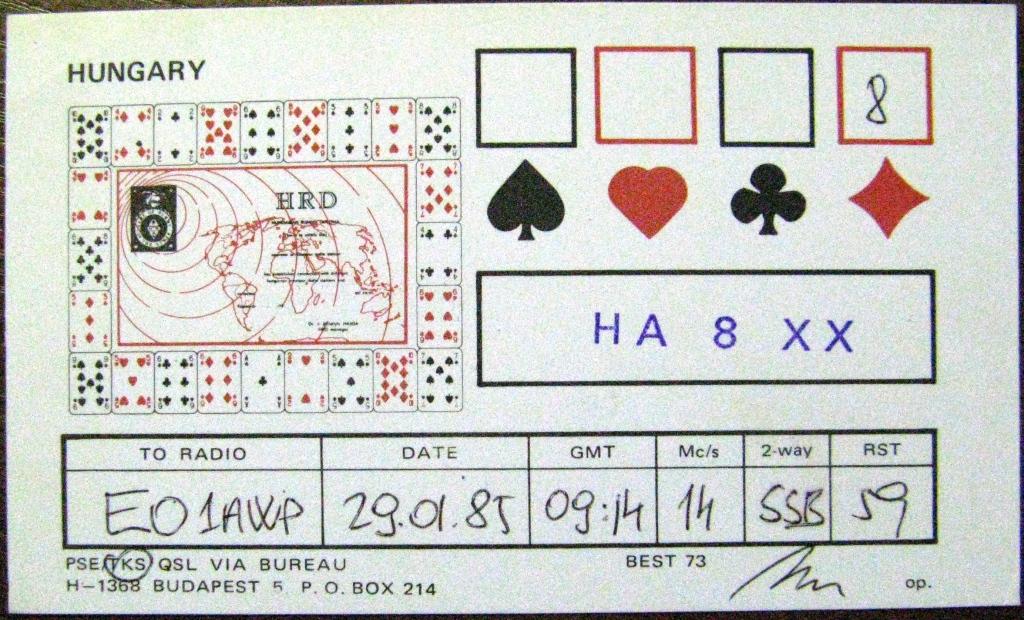 HUNGARY
8
HRD
HA 8 XX
TO RADIO DATE GMT Mc/s 2-way RST
EO1AWP 29.01.85 09:14 14 SSB 59
PSE/TKS QSL VIA BUREAU
BEST 73
H-1368 BUDAPEST 5 P.O. BOX 214
op.